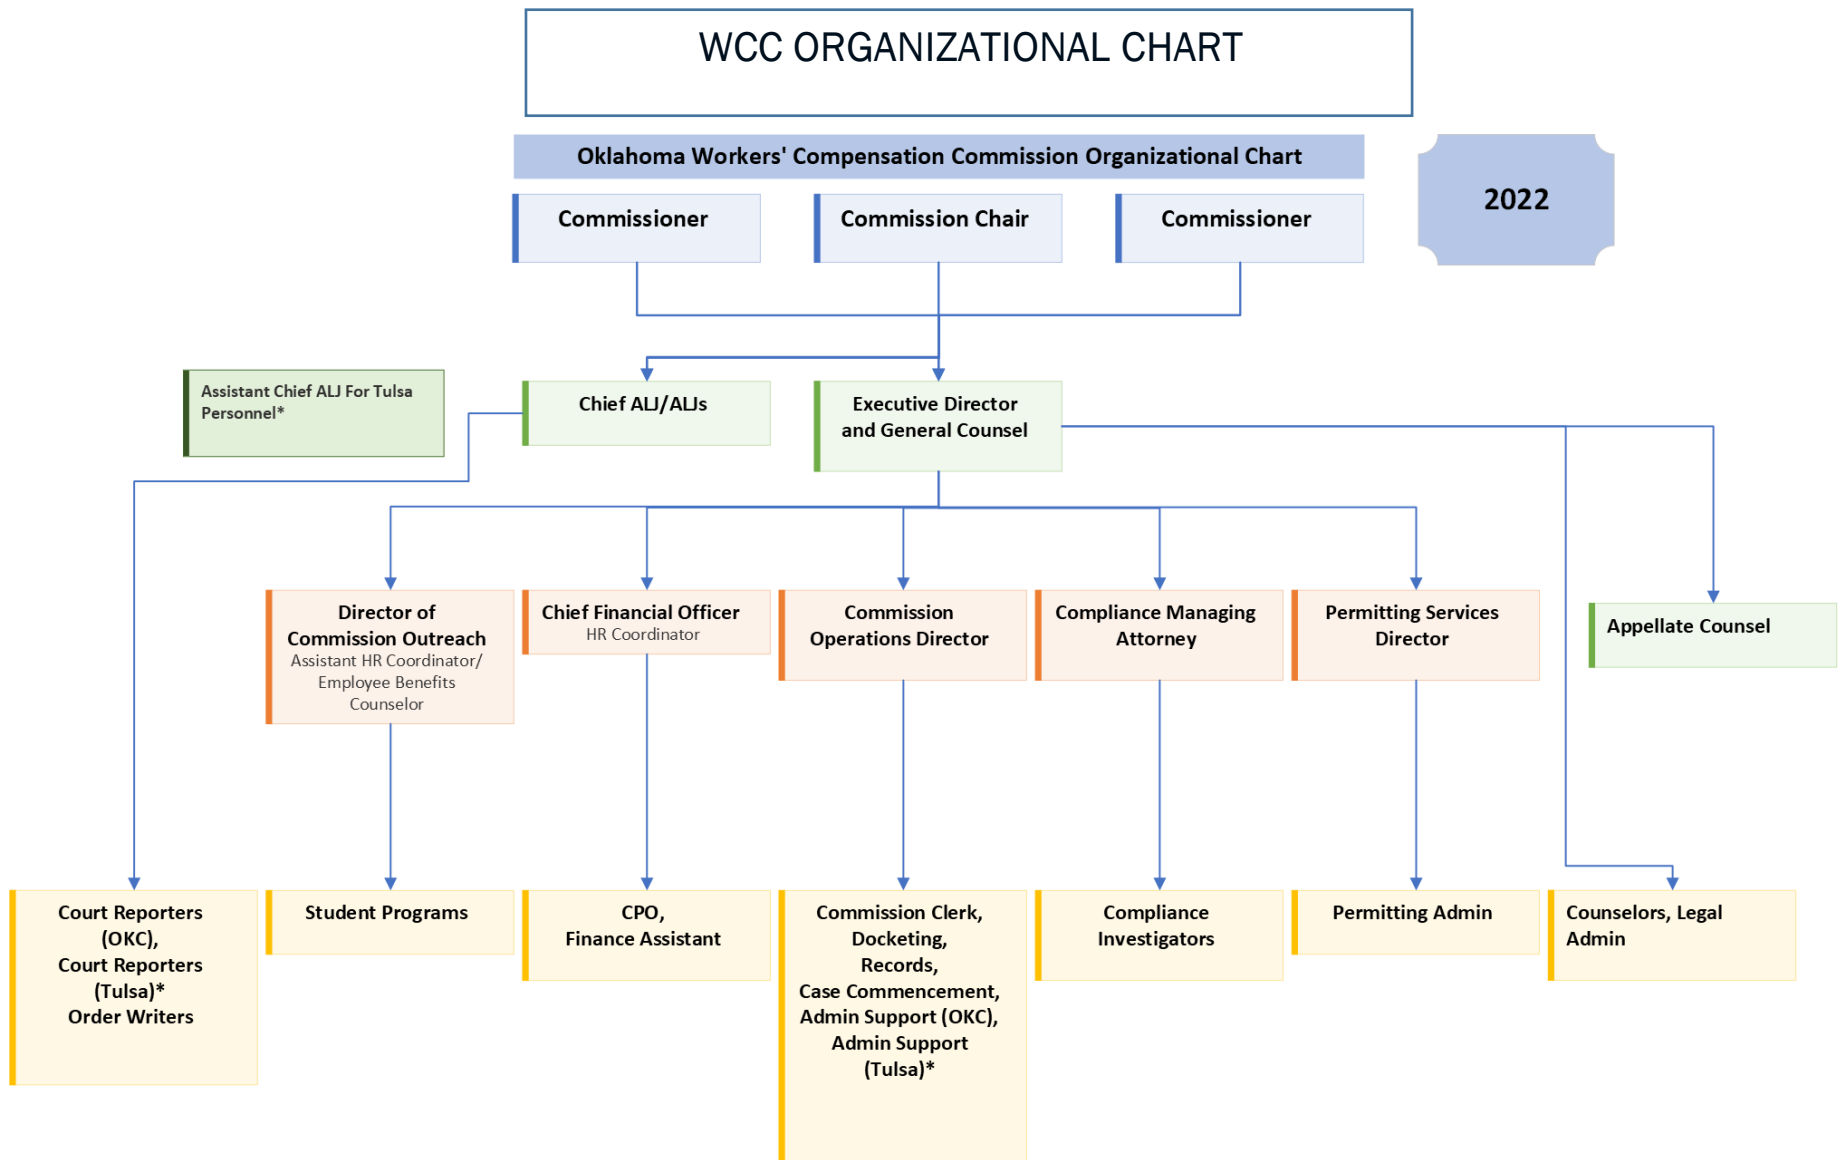 WCC ORGANIZATIONAL CHART
Oklahoma Workers' Compensation Commission Organizational Chart
2022
Commissioner
Commission Chair
Commissioner
Assistant Chief ALJ For Tulsa
Personnel*
Chief ALJ/ALJs
Executive Director
and General Counsel
Director of
Commission Outreach
Assistant HR Coordinator/
Employee Benefits
Counselor
Chief Financial Officer
HR Coordinator
Commission
Operations Director
Compliance Managing
Attorney
Permitting Services
Director
Appellate Counsel
Court Reporters
(OKC),
Court Reporters
(Tulsa)*
Order Writers
Student Programs
CPO,
Finance Assistant
Commission Clerk,
Docketing,
Records,
Case Commencement,
Admin Support (OKC),
Admin Support
(Tulsa)*
Compliance
Investigators
Permitting Admin
Counselors, Legal
Admin